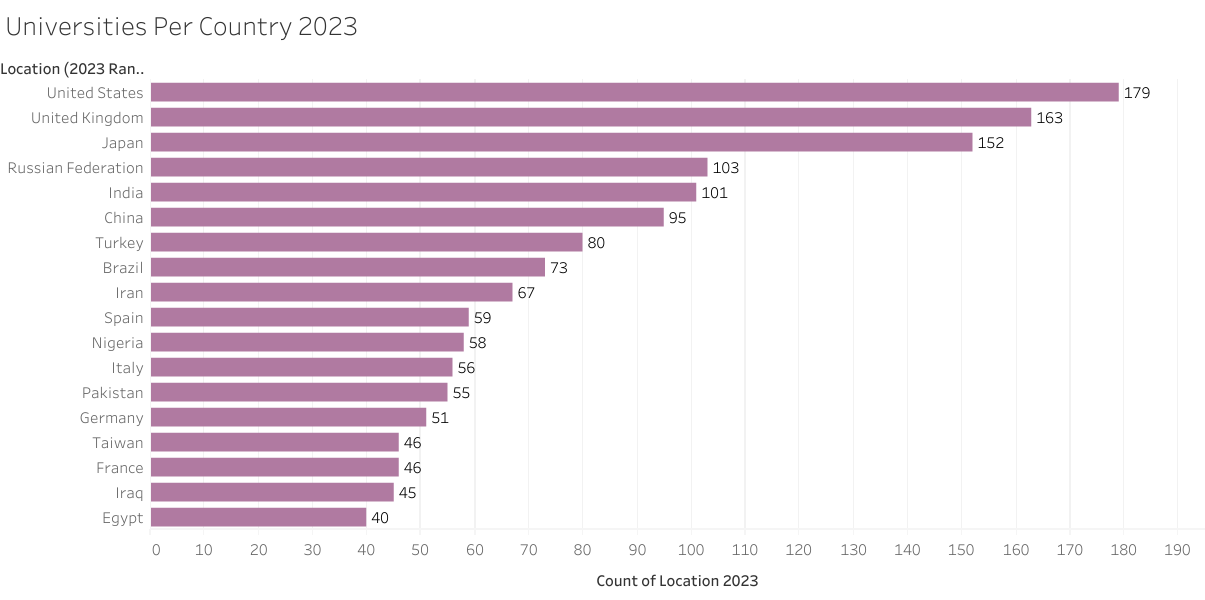 Universities Per Country 2023
Location (2023 Ran..
United States 179
United Kingdom 163
Japan 152
Russian Federation 103
India 101
China 95
Turkey 80
Brazil 73
Iran 67
Spain 59
Nigeria 58
Italy 56
Pakistan 55
Germany 51
Taiwan 46
France 46
Iraq 45
Egypt 40
0 10 20 30 40 50 60 70 80 90 100 110 120 130 140 150 160 170 180 190
Count of Location 2023